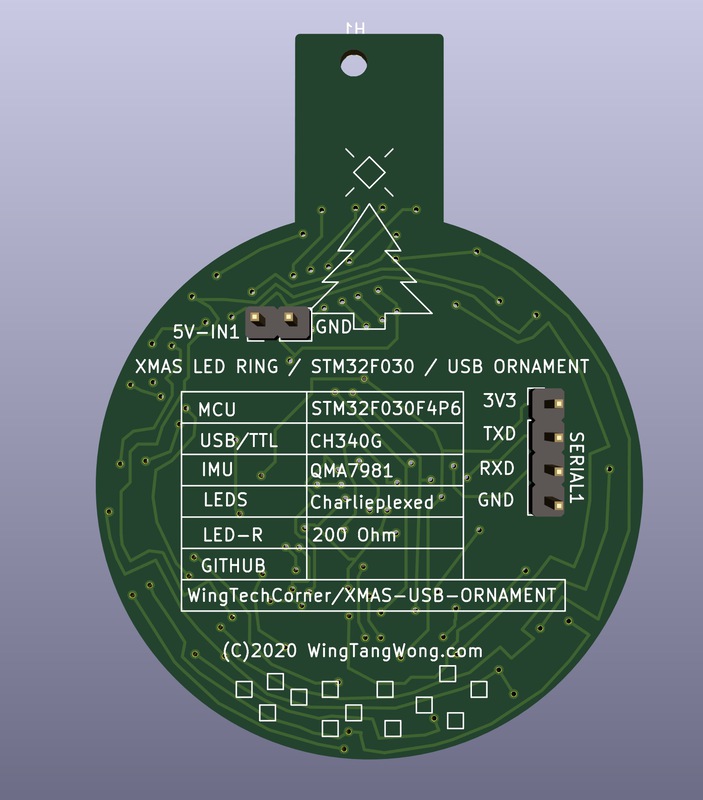 H1
5V-IN1 GND
XMAS LED RING / STM32F030 / USB ORNAMENT
MCU STM32F030F4P6
USB/TTL CH340G
IMU QMA7981
LEDS Charlieplexed
LED-R 200 Ohm
GITHUB
WingTechCorner/XMAS-USB-ORNAMENT
3V3
TXD
RXD
GND
SERIAL1
(C)2020 WingTangWong.com